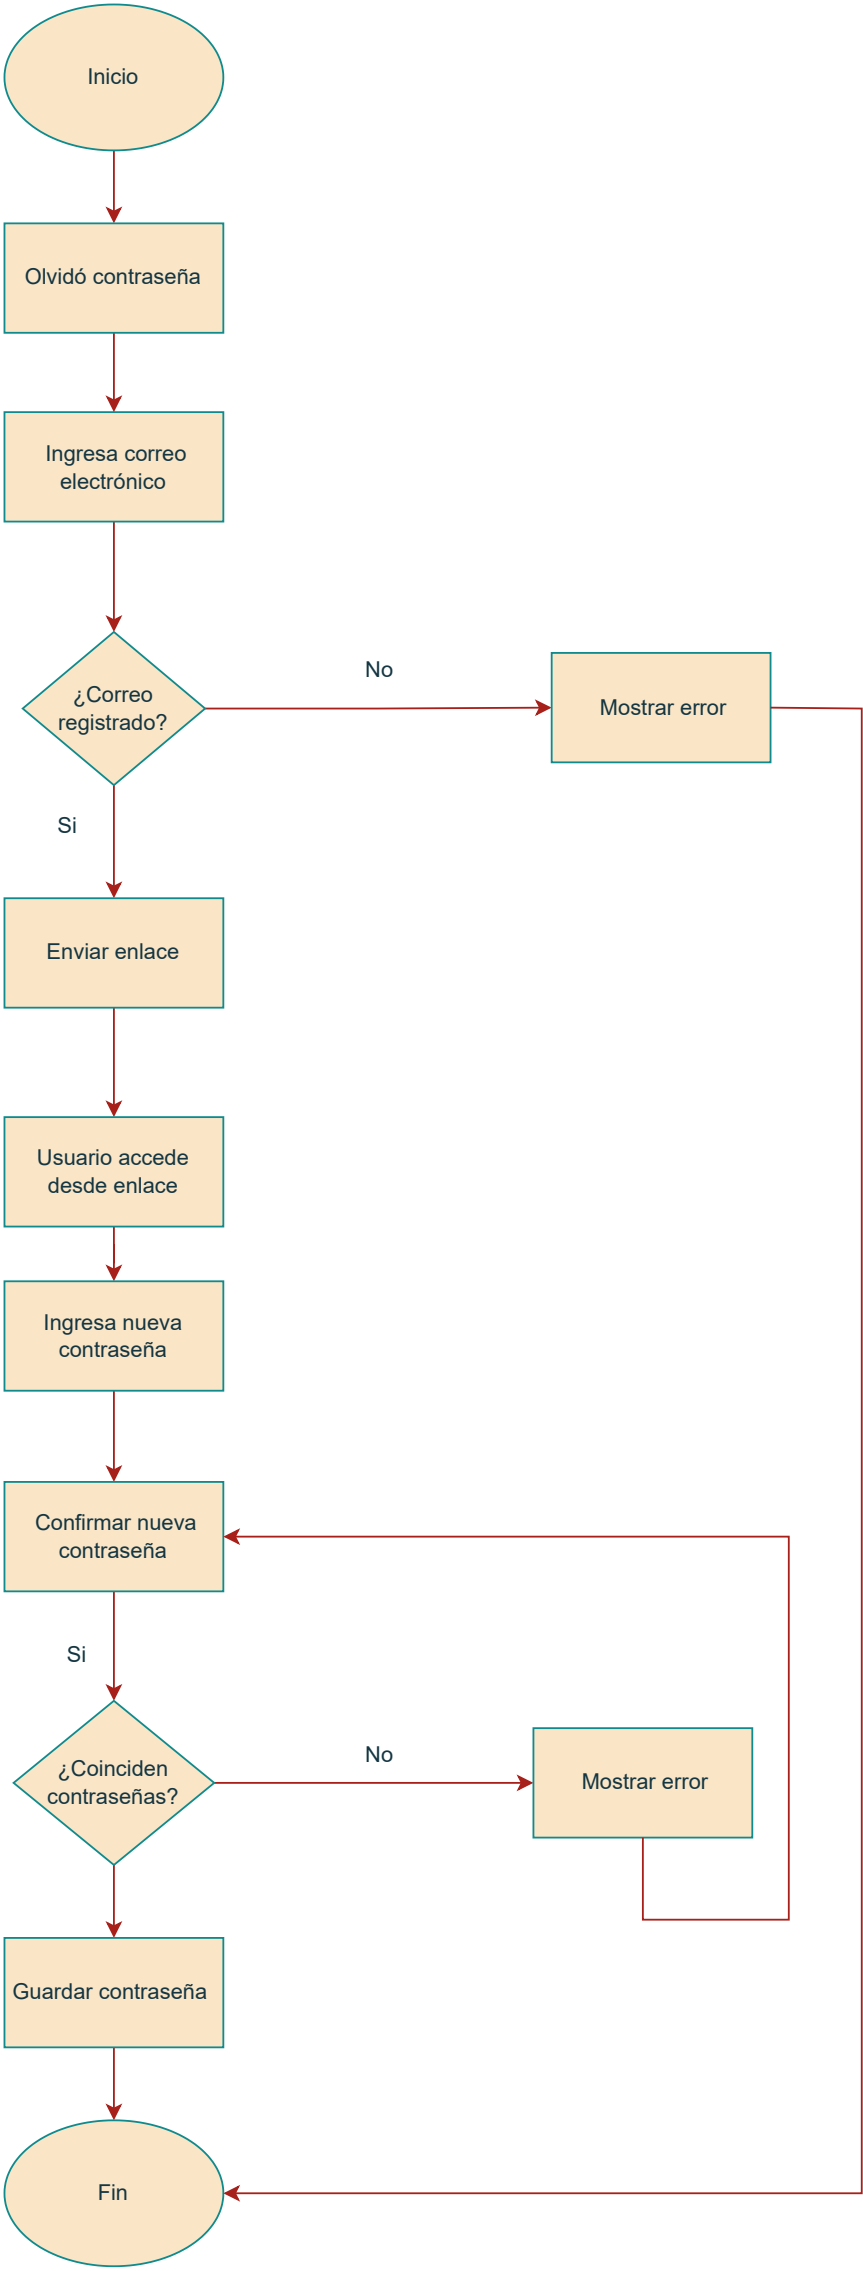 Inicio
Olvidó contraseña
Ingresa correo
electrónico
¿Correo
registrado?
No
Mostrar error
Si
Enviar enlace
Usuario accede
desde enlace
Ingresa nueva
contraseña
Confirmar nueva
contraseña
Si
¿Coinciden
contraseñas?
No
Mostrar error
Guardar contraseña
Fin